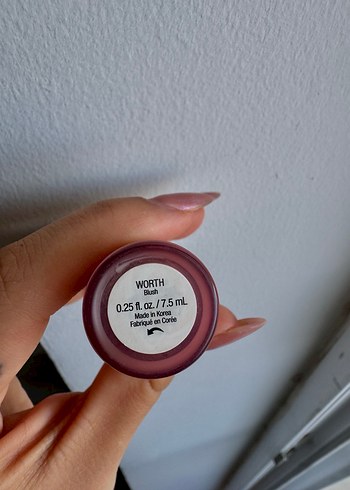 WORTH
Blush
0.25 fl. oz. / 7.5 mL
Made in Korea
Fabriqué en Corée